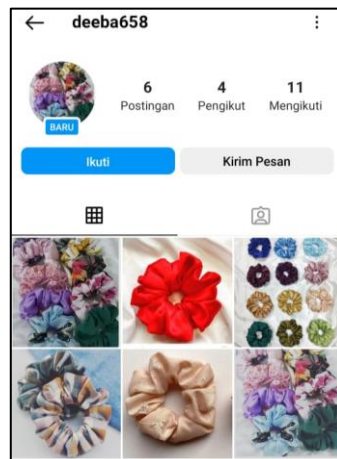 deeba658
6 4 11
Postingan Pengikut Mengikuti
BARU
Ikuti Kirim Pesan